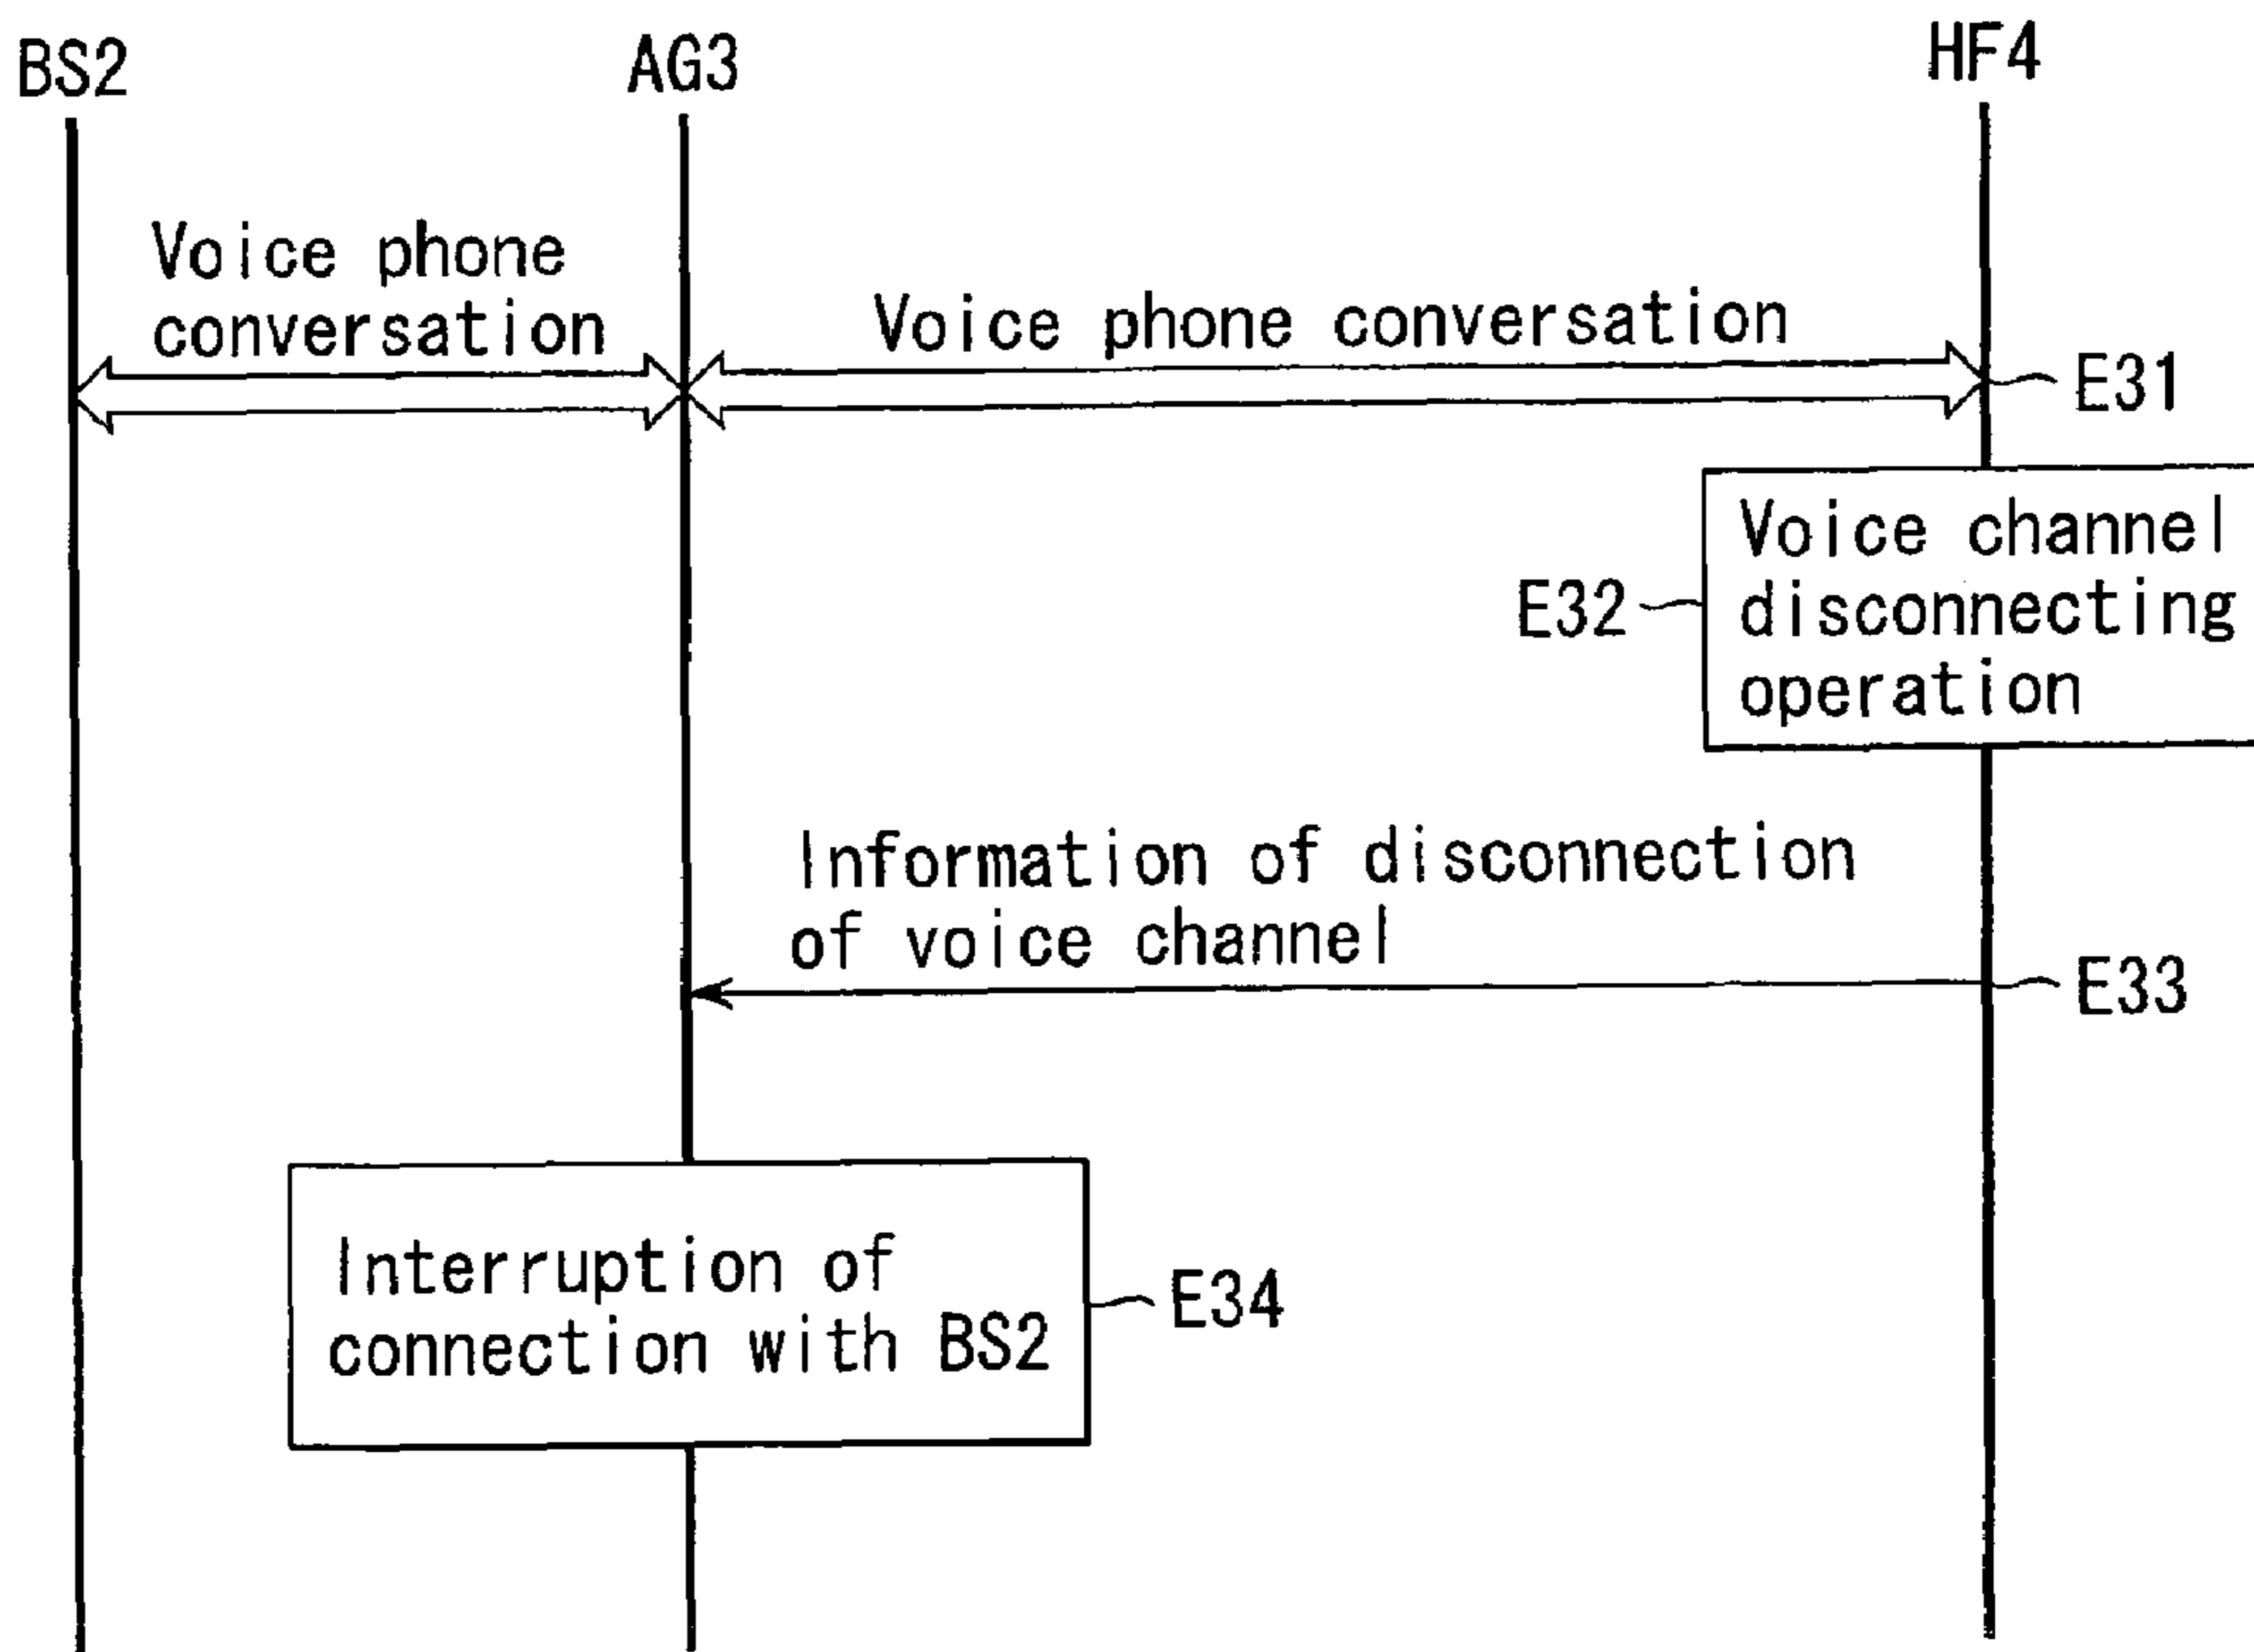 BS2
AG3
HF4
Voice phone
conversation
Voice phone conversation
E31
Voice channel
disconnecting
operation
E32
Information of disconnection
of voice channel
E33
Interruption of
connection with BS2
E34